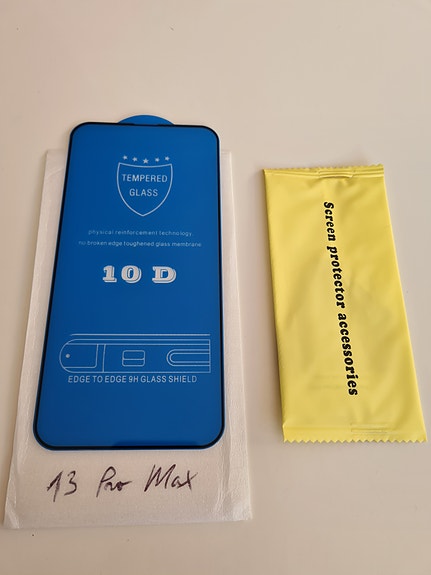 TEMPERED
GLASS
physical reinforcement technology,
no broken edge toughened glass membrane
10 D
EDGE TO EDGE 9H GLASS SHIELD
13 Pro Max
Screen protector accessories